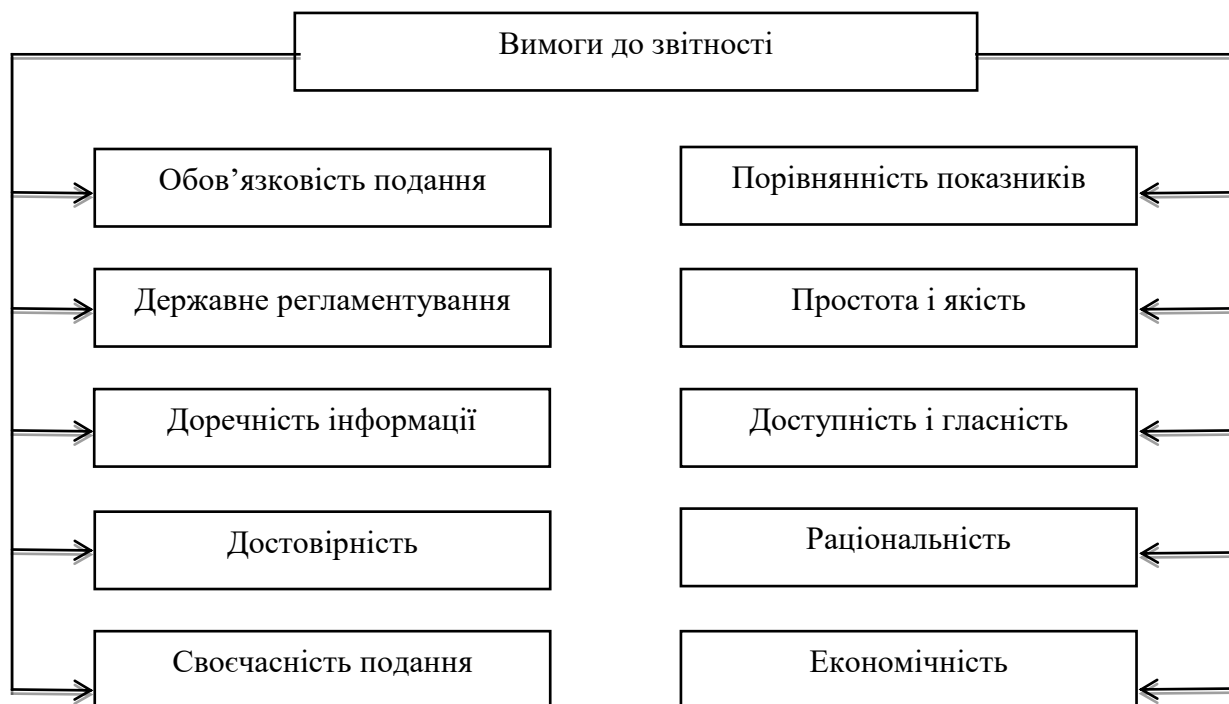 Вимоги до звітності
Обов’язковість подання
Порівнянність показників
Державне регламентування
Простота і якість
Доречність інформації
Доступність і гласність
Достовірність
Раціональність
Своєчасність подання
Економічність